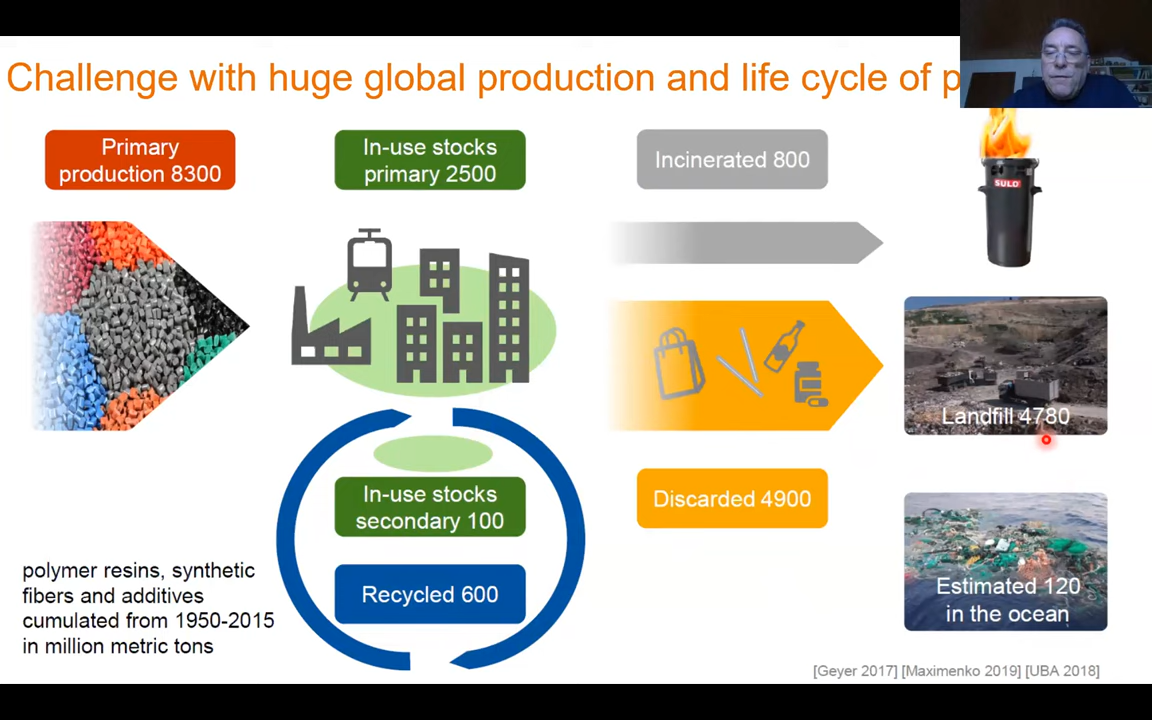 Challenge with huge global production and life cycle of p
Primary
production 8300
In-use stocks
primary 2500
Incinerated 800
SULO
Landfill 4780
In-use stocks
secondary 100
Discarded 4900
Recycled 600
Estimated 120
in the ocean
polymer resins, synthetic
fibers and additives
cumulated from 1950-2015
in million metric tons
[Geyer 2017] [Maximenko 2019] [UBA 2018]